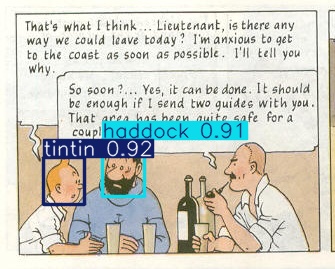 That's what I think... Lieutenant, is there any
way we could leave today? I'm anxious to get
to the coast as soon as possible. I'll tell you
why.
So soon?... Yes, it can be done. It should
be enough if I send two guides with you.
That area has been quite safe for a
coupl
haddock 0.91
tintin 0.92